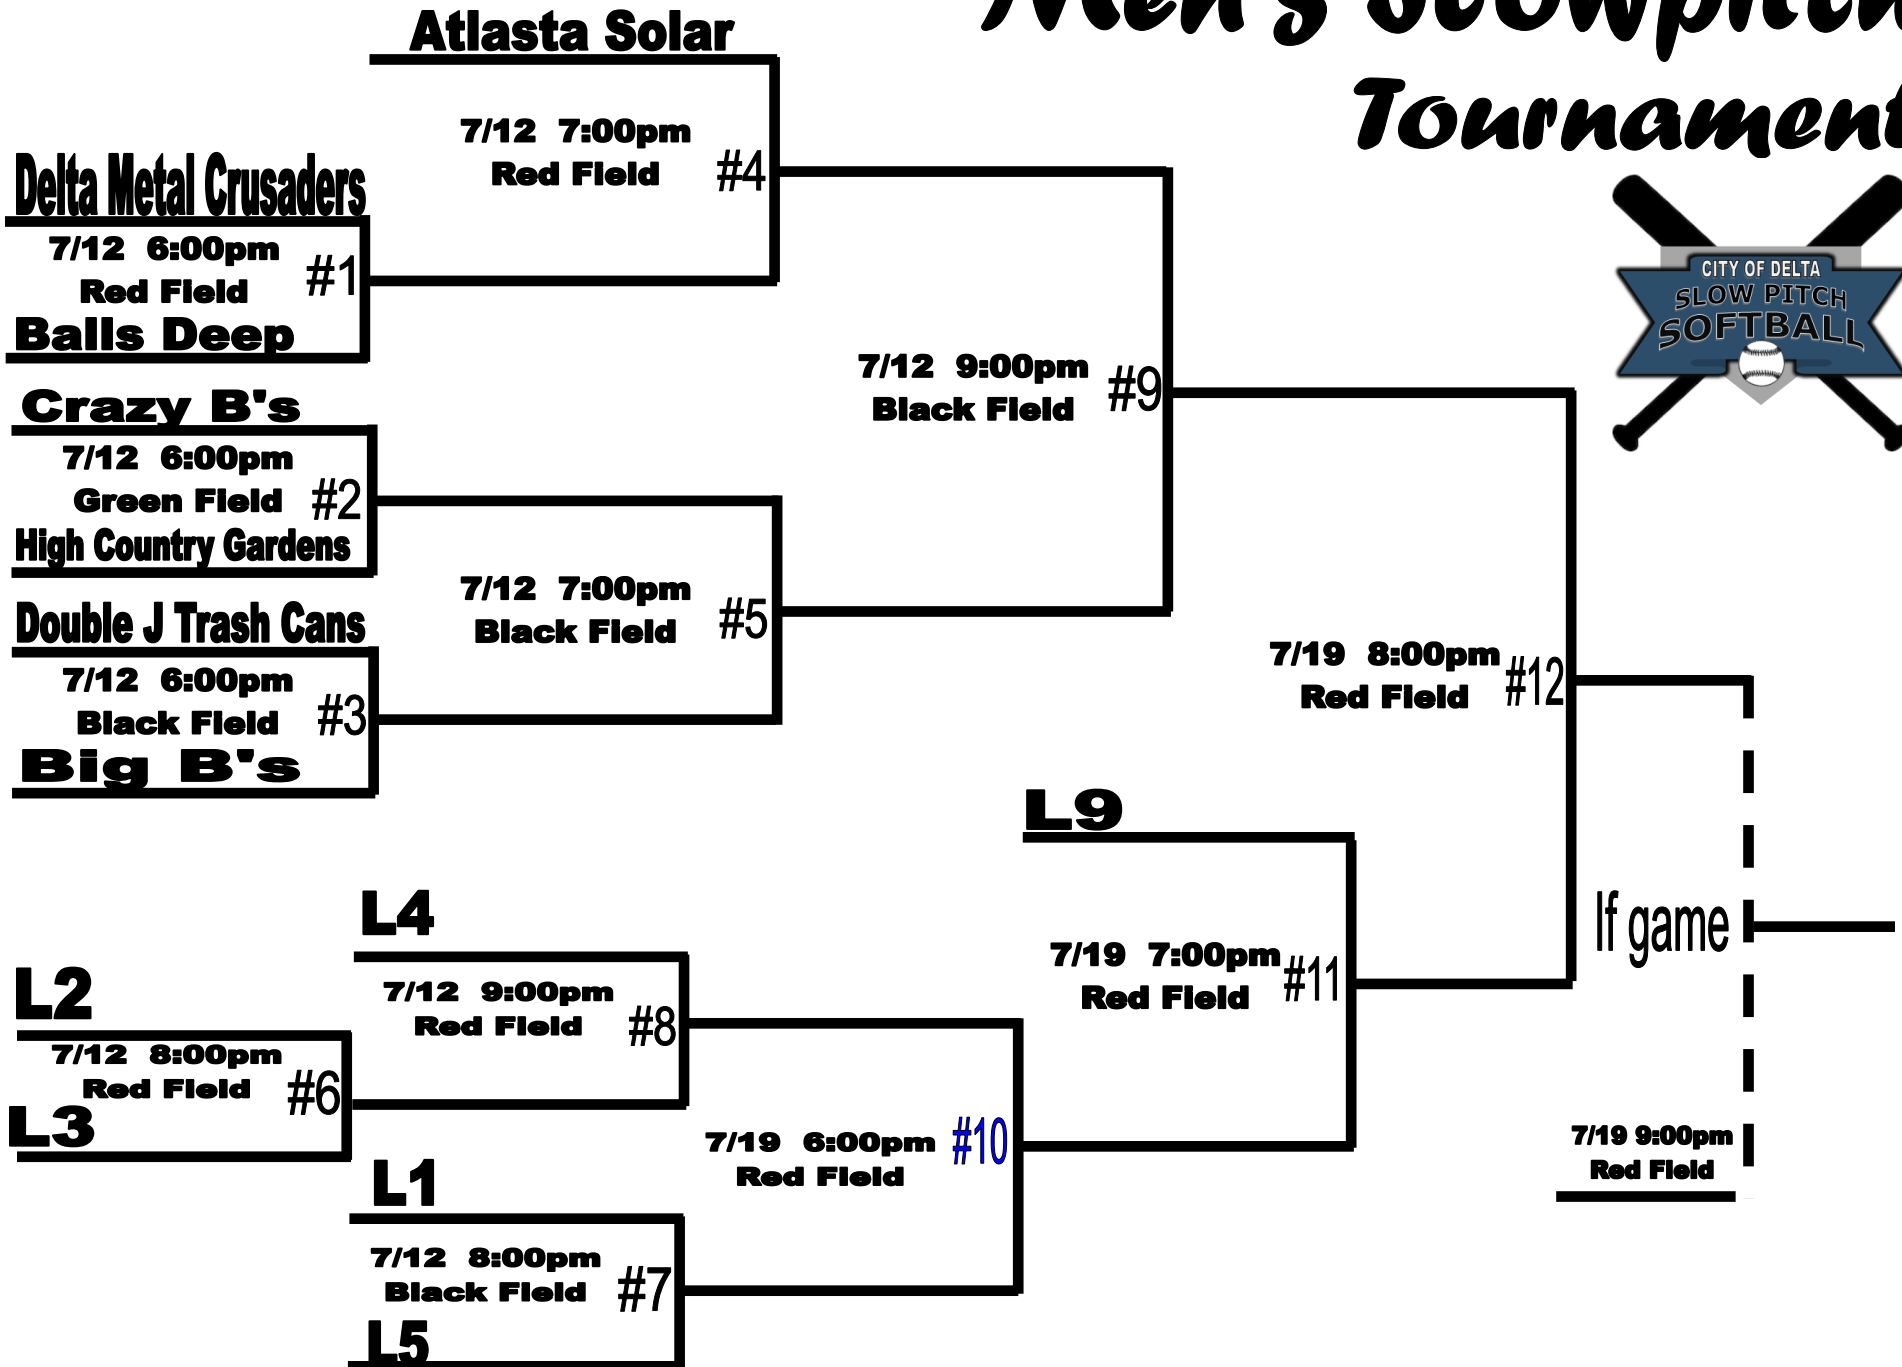 Men's Slowpitch
Tournament
CITY OF DELTA
SLOW PITCH
SOFTBALL
Atlasta Solar
7/12 7:00pm
Red Field
#4
Delta Metal Crusaders
7/12 6:00pm
Red Field
#1
Balls Deep
Crazy B's
7/12 6:00pm
Green Field
#2
High Country Gardens
7/12 7:00pm
Black Field
#5
Double J Trash Cans
7/12 6:00pm
Black Field
#3
Big B's
7/12 9:00pm
Black Field
#9
7/19 8:00pm
Red Field
#12
L9
7/19 7:00pm
Red Field
#11
If game
7/19 9:00pm
Red Field
L4
7/12 9:00pm
Red Field
#8
L2
7/12 8:00pm
Red Field
#6
L3
7/19 6:00pm
Red Field
#10
L1
7/12 8:00pm
Black Field
#7
L5